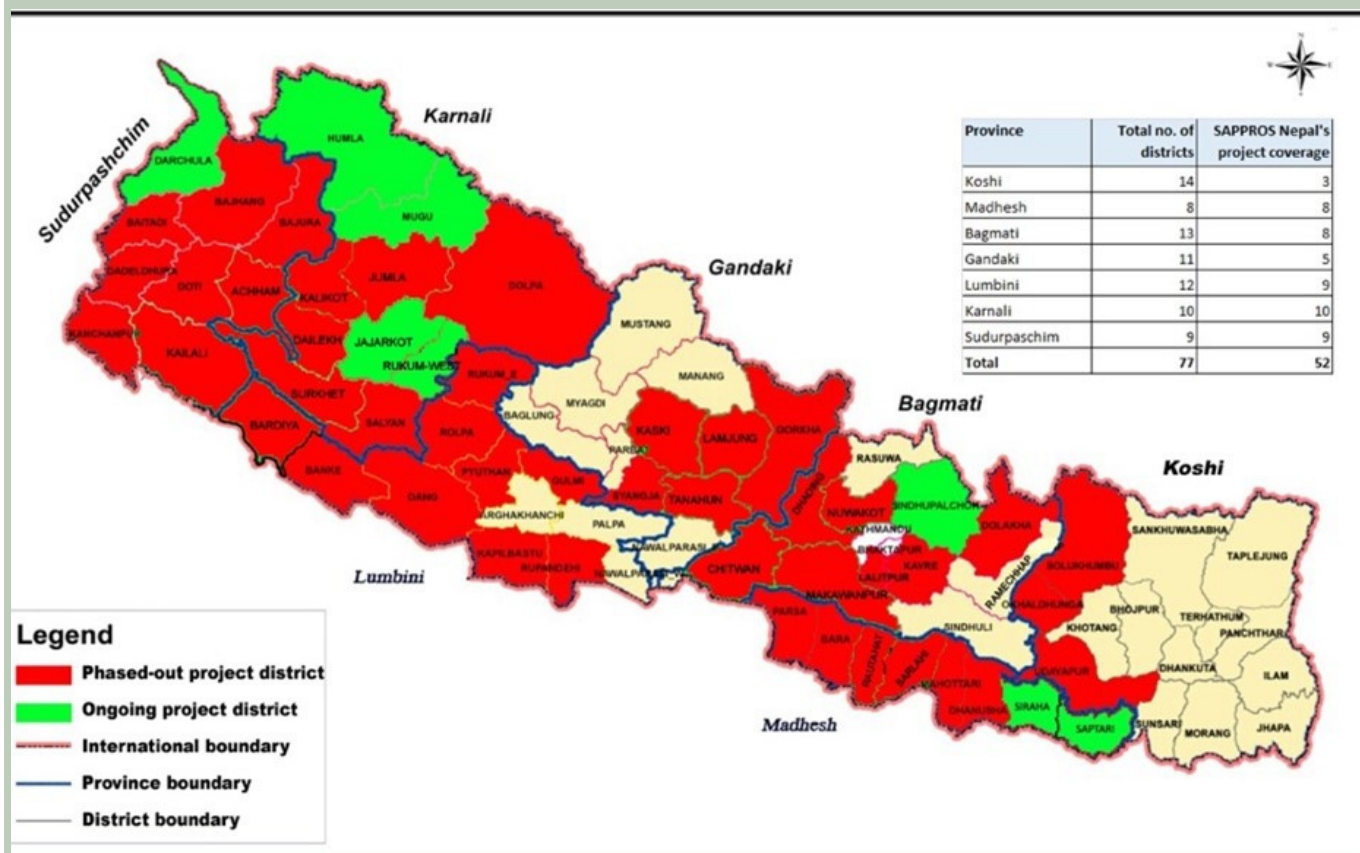 N
W
E
S
Karnali
Sudurpashchim
HUMLA
DARCHULA
MUGU
BAJHANG
BAJURA
BAITADI
JUMLA
DADELDHURA
DOTI
ACHHAM
KALIKOT
DOLPA
KANCHANPUR
KAILALI
DAILEKH
JAJARKOT
RUKUM-WEST
RUKUM_E
SURKHET
SALYAN
BARDIYA
ROLPA
BANKE
PYUTHAN
DANG
Gandaki
MUSTANG
MANANG
MYAGDI
BAGLUNG
PARBAT
KASKI
LAMJUNG
GORKHA
GULMI
SYANGJA
TANAHUN
ARGHAKHANCHI
PALPA
KAPILBASTU
RUPANDEHI
Lumbini
Bagmati
RASUWA
DHADING
NUWAKOT
SINDHUPALCHOK
KATHMANDU
BHAKTAPUR
DOLAKHA
CHITWAN
LALITPUR
KAVRE
MAKAWANPUR
RAMECHHAP
SINDHULI
PARSA
BARA
RAUTAHAT
SARLAHI
MAHOTTARI
DHANUSHA
SIRAHA
SAPTARI
Madhesh
Koshi
SANKHUWASABHA
TAPLEJUNG
SOLUKHUMBU
OKHALDHUNGA
KHOTANG
BHOJPUR
TERHATHUM
PANCHTHAR
UDAYAPUR
DHANKUTA
ILAM
SUNSARI
MORANG
JHAPA
Province Total no. of districts SAPPROS Nepal's project coverage
Koshi 14 3
Madhesh 8 8
Bagmati 13 8
Gandaki 11 5
Lumbini 12 9
Karnali 10 10
Sudurpaschim 9 9
Total 77 52
Legend
Phased-out project district
Ongoing project district
International boundary
Province boundary
District boundary